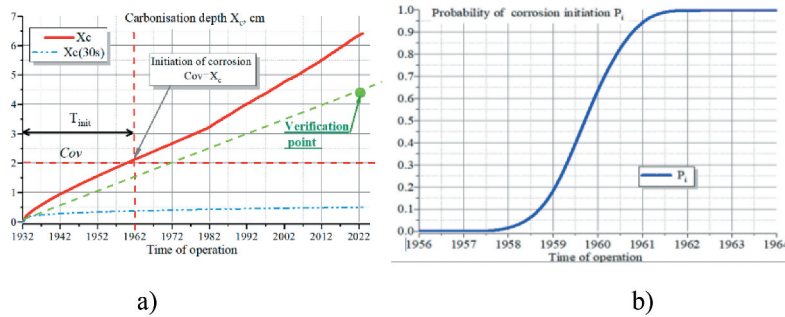 Carbonisation depth Xc, cm
7
6
5
4
3
2
1
0
Xc
Xc(30s)
Initiation of corrosion
Cov=Xc
Tinit
Cov
Verification
point
1932 1942 1952 1962 1972 1982 1992 2002 2012 2022
Time of operation
a)
Probability of corrosion initiation Pi
1.0
0.9
0.8
0.7
0.6
0.5
0.4
0.3
0.2
0.1
0.0
Pi
1956 1957 1958 1959 1960 1961 1962 1963 1964
Time of operation
b)